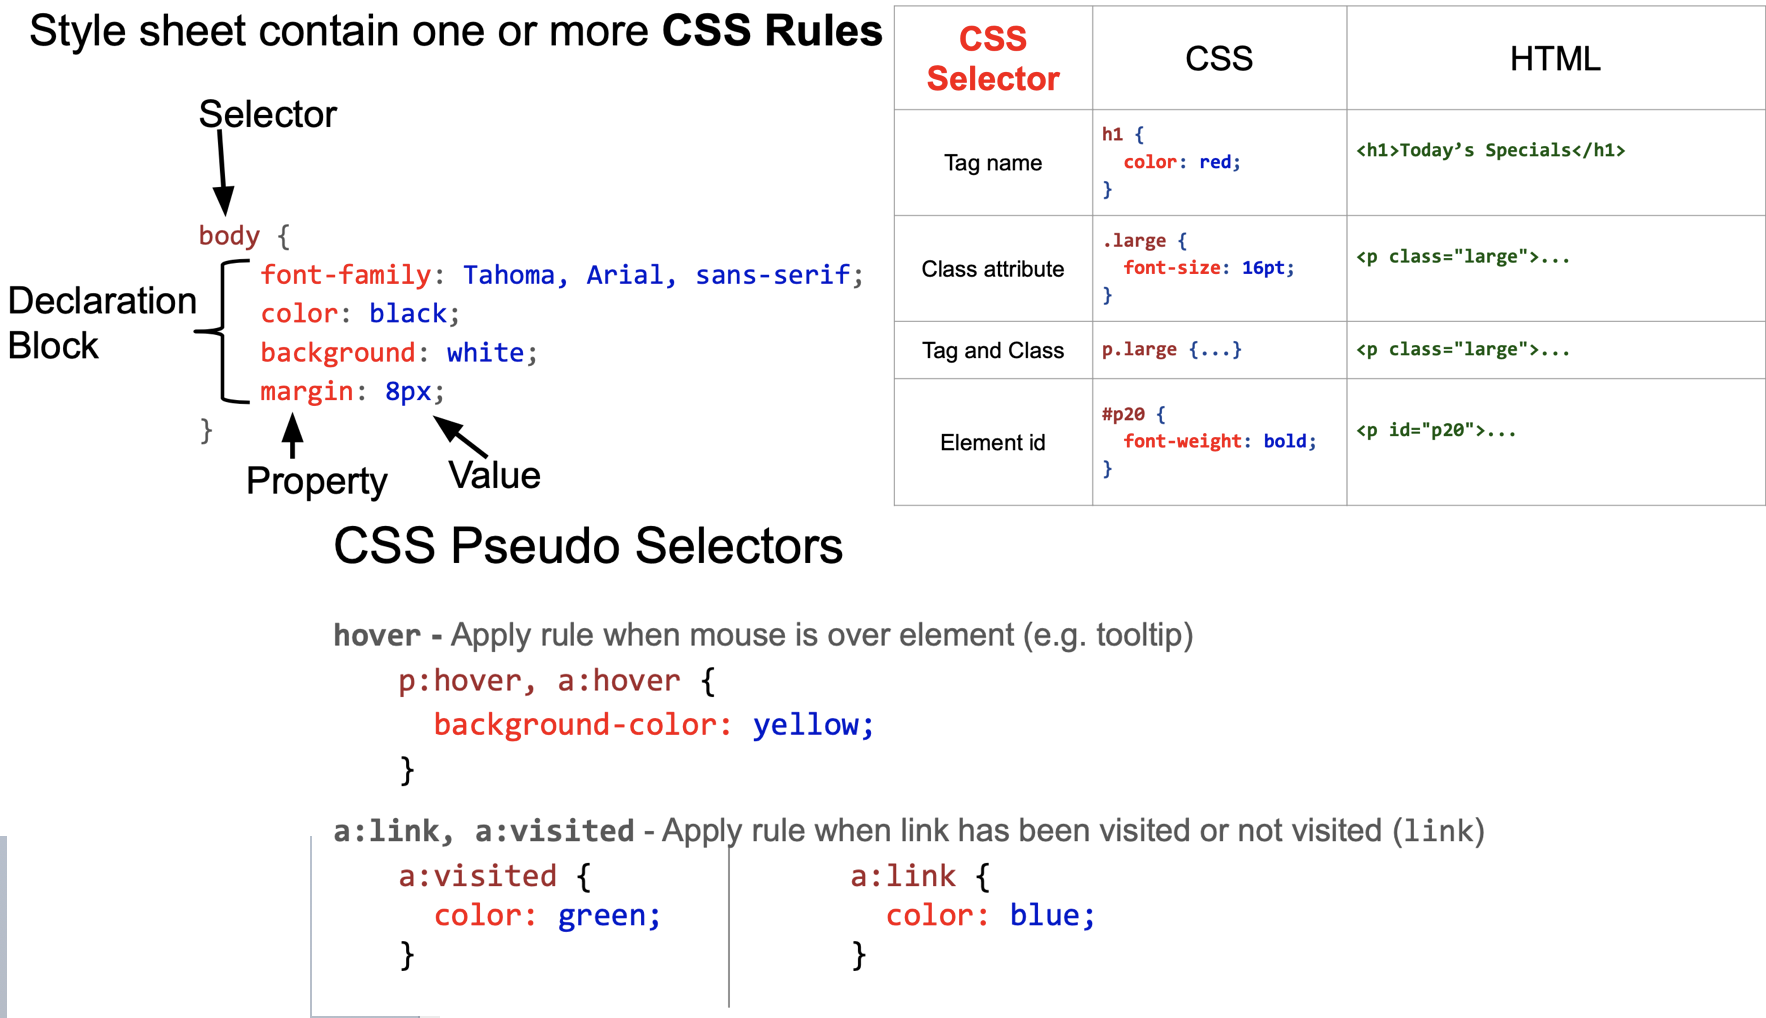 Style sheet contain one or more CSS Rules
Selector
body {
font-family: Tahoma, Arial, sans-serif;
color: black;
background: white;
margin: 8px;
}
Declaration
Block
Property
Value
CSS
Selector
CSS
HTML
Tag name
h1 {
color: red;
}
<h1>Today’s Specials</h1>
Class attribute
.large {
font-size: 16pt;
}
<p class="large">...
Tag and Class
p.large {...}
<p class="large">...
Element id
#p20 {
font-weight: bold;
}
<p id="p20">...
CSS Pseudo Selectors
hover - Apply rule when mouse is over element (e.g. tooltip)
p:hover, a:hover {
background-color: yellow;
}
a:link, a:visited - Apply rule when link has been visited or not visited (link)
a:visited {
color: green;
}
a:link {
color: blue;
}